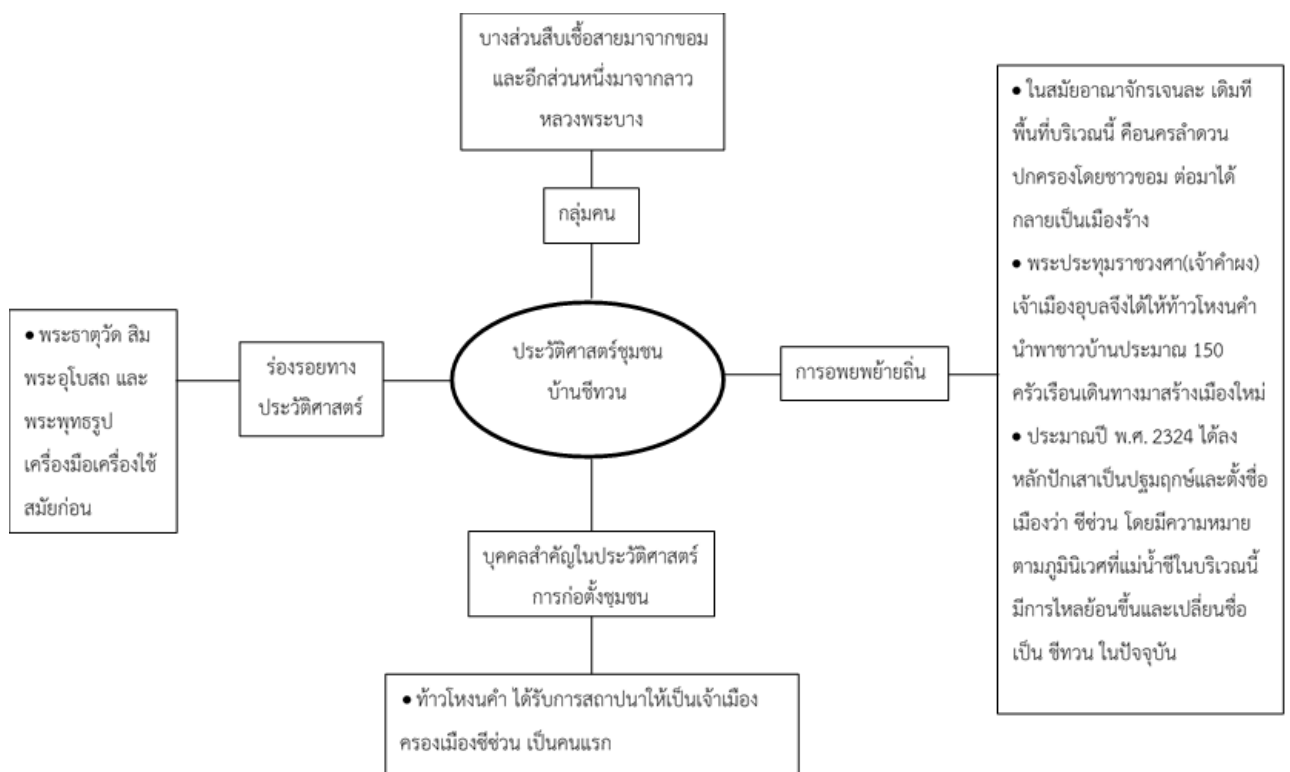 บางส่วนสืบเชื้อสายมาจากขอม
และอีกส่วนหนึ่งมาจากลาว
หลวงพระบาง
กลุ่มคน
ประวัติศาสตร์ชุมชน
บ้านชีทวน
ร่องรอยทาง
ประวัติศาสตร์
● พระธาตุวัด สิม
พระอุโบสถ และ
พระพุทธรูป
เครื่องมือเครื่องใช้
สมัยก่อน
การอพยพย้ายถิ่น
● ในสมัยอาณาจักรเจนละ เดิมที
พื้นที่บริเวณนี้ คือนครลำดวน
ปกครองโดยชาวขอม ต่อมาได้
กลายเป็นเมืองร้าง
● พระประทุมราชวงศา(เจ้าคำผง)
เจ้าเมืองอุบลจึงได้ให้ท้าวโหงนคำ
นำพาชาวบ้านประมาณ 150
ครัวเรือนเดินทางมาสร้างเมืองใหม่
● ประมาณปี พ.ศ. 2324 ได้ลง
หลักปักเสาเป็นปฐมฤกษ์และตั้งชื่อ
เมืองว่า ซีซ่วน โดยมีความหมาย
ตามภูมินิเวศที่แม่น้ำชีในบริเวณนี้
มีการไหลย้อนขึ้นและเปลี่ยนชื่อ
เป็น ชีทวน ในปัจจุบัน
บุคคลสำคัญในประวัติศาสตร์
การก่อตั้งชุมชน
● ท้าวโหงนคำ ได้รับการสถาปนาให้เป็นเจ้าเมือง
ครองเมืองซีซ่วน เป็นคนแรก